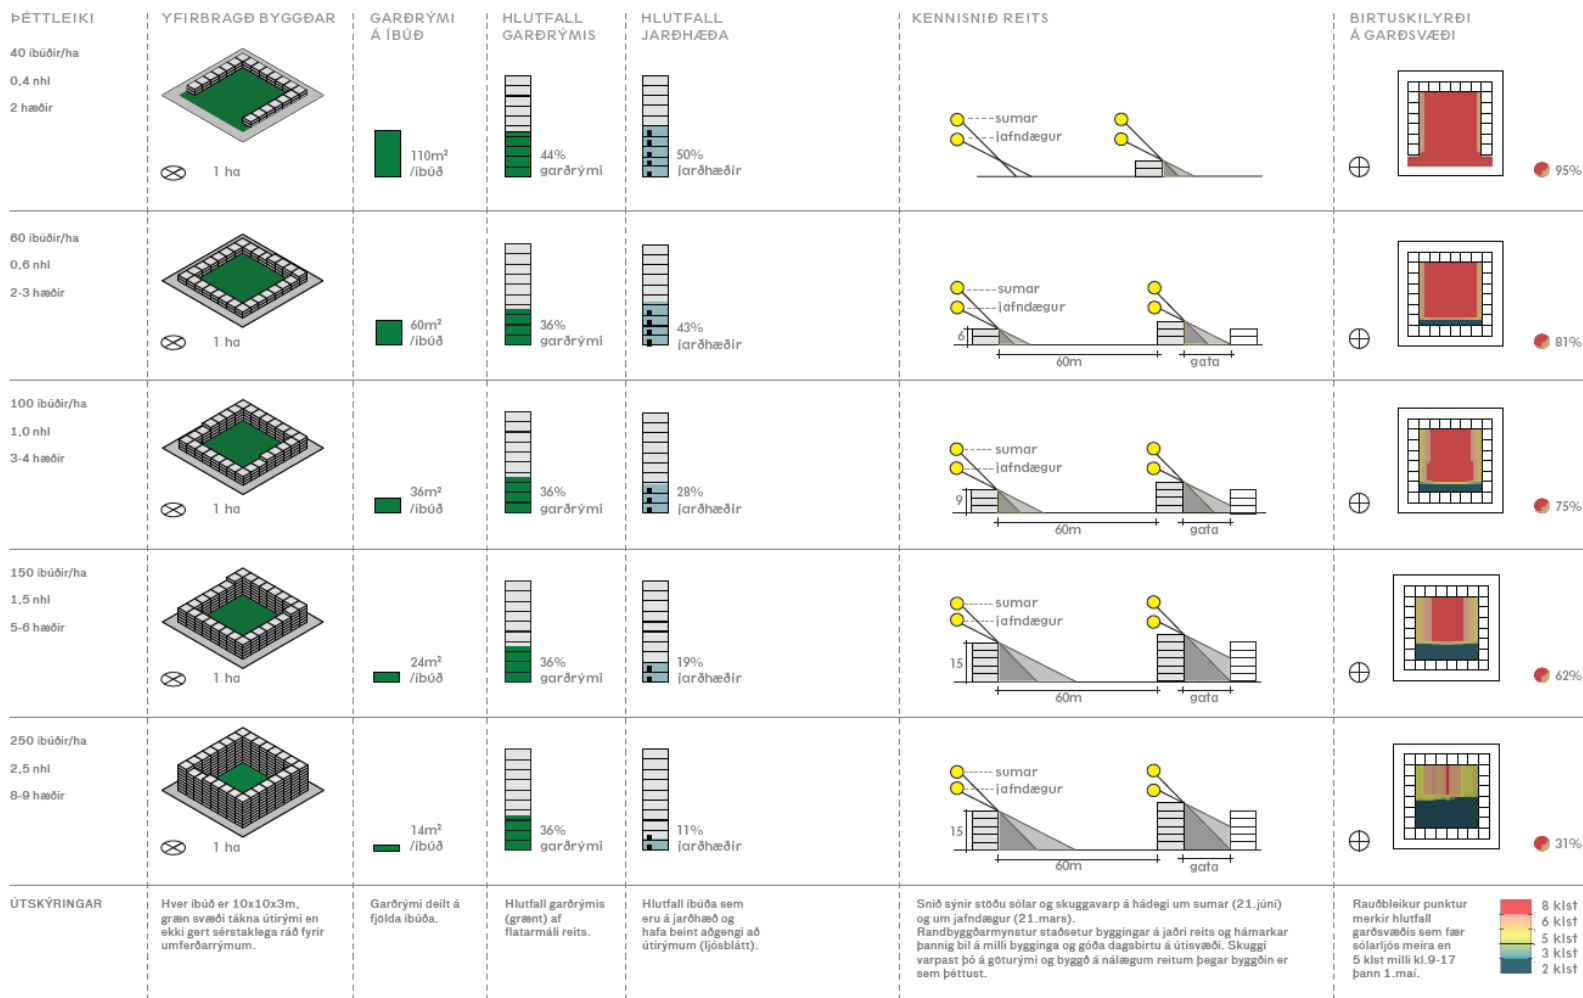 ÞÉTTLEIKI
YFIRBRAGÐ BYGGÐAR
GARÐRÝMI
Á ÍBÚÐ
HLUTFALL
GARÐRÝMIS
HLUTFALL
JARÐHÆÐA
KENNISNIÐ REITS
BIRTUSKILYRÐI
Á GARÐSVÆÐI
40 íbúðir/ha
0,4 nhl
2 hæðir
1 ha
110m²
/íbúð
44%
garðrými
50%
jarðhæðir
sumar
jafndægur
95%
60 íbúðir/ha
0,6 nhl
2-3 hæðir
1 ha
60m²
/íbúð
36%
garðrými
43%
jarðhæðir
sumar
jafndægur
6
60m
gata
81%
100 íbúðir/ha
1,0 nhl
3-4 hæðir
1 ha
36m²
/íbúð
36%
garðrými
28%
jarðhæðir
sumar
jafndægur
9
60m
gata
75%
150 íbúðir/ha
1,5 nhl
5-6 hæðir
1 ha
24m²
/íbúð
36%
garðrými
19%
jarðhæðir
sumar
jafndægur
15
60m
gata
62%
250 íbúðir/ha
2,5 nhl
8-9 hæðir
1 ha
14m²
/íbúð
36%
garðrými
11%
jarðhæðir
sumar
jafndægur
15
60m
gata
31%
ÚTSKÝRINGAR
Hver íbúð er 10x10x3m,
græn svæði tákna útirými en
ekki gert sérstaklega ráð fyrir
umferðarrýmum.
Garðrými deilt á
fjölda íbúða.
Hlutfall garðrýmis
(grænt) af
flatarmáli reits.
Hlutfall íbúða sem
eru á jarðhæð og
hafa beint aðgengi að
útirýmum (ljósblátt).
Snið sýnir stöðu sólar og skuggavarp á hádegi um sumar (21.júní)
og um jafndægur (21.mars).
Randbyggðarmynstur staðsetur byggingar á jaðri reits og hámarkar
þannig bil á milli bygginga og góða dagsbirtu á útisvæði. Skuggi
varpast þó á göturými og byggð á nálægum reitum þegar byggðin er
sem þéttust.
Rauðbleikur punktur
merkir hlutfall
garðsvæðis sem fær
sólarljós meira en
5 klst milli kl.9-17
þann 1.maí.
8 klst
6 klst
5 klst
3 klst
2 klst